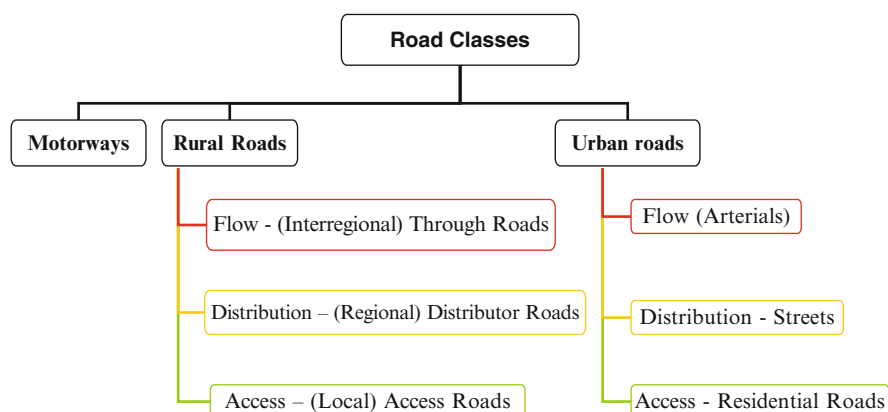 Road Classes
Motorways
Rural Roads
Urban roads
Flow - (Interregional) Through Roads
Flow (Arterials)
Distribution – (Regional) Distributor Roads
Distribution - Streets
Access – (Local) Access Roads
Access - Residential Roads